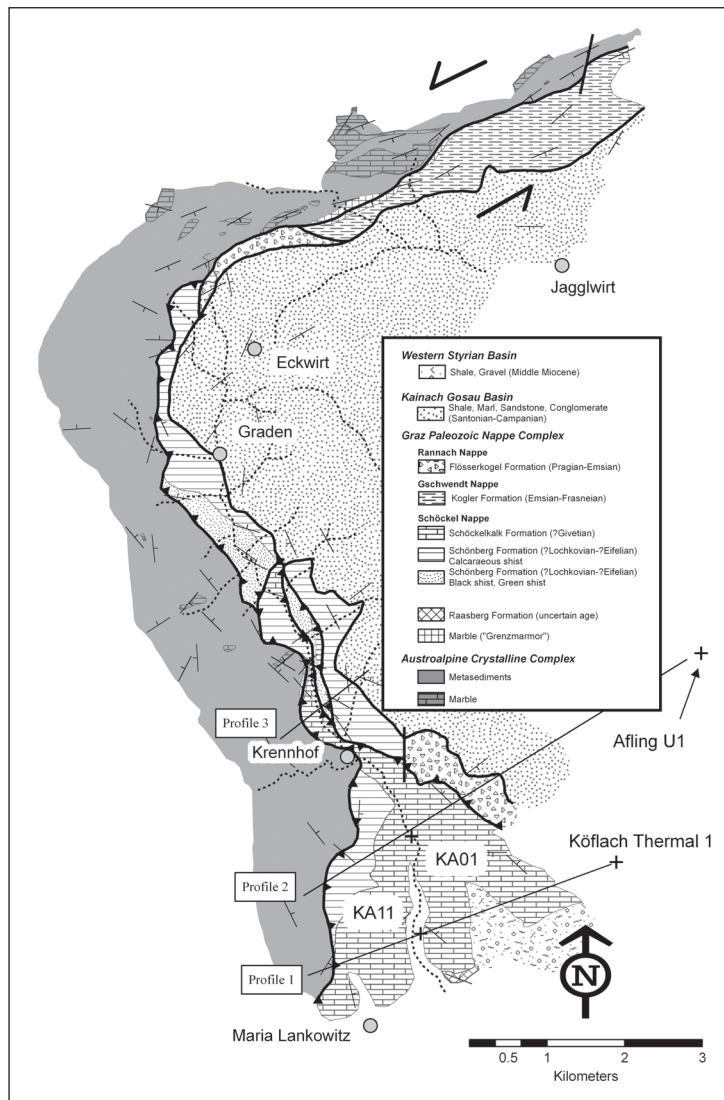 Jagglwirt
Eckwirt
Graden
Western Styrian Basin
Shale, Gravel (Middle Miocene)
Kainach Gosau Basin
Shale, Marl, Sandstone, Conglomerate
(Santonian-Campanian)
Graz Paleozoic Nappe Complex
Rannach Nappe
Flösserkogel Formation (Pragian-Emsian)
Gschwendt Nappe
Kogler Formation (Emsian-Frasneian)
Schöckel Nappe
Schöckelkalk Formation (?Givetian)
Schönberg Formation (?Lochkovian-?Eifelian)
Calcaraeous shist
Schönberg Formation (?Lochkovian-?Eifelian)
Black shist, Green shist
Raasberg Formation (uncertain age)
Marble ("Grenzmarmor")
Austroalpine Crystalline Complex
Metasediments
Marble
Afling U1
Profile 3
Krennhof
Köflach Thermal 1
KA01
Profile 2
KA11
Profile 1
N
Maria Lankowitz
0.5 1 2 3
Kilometers